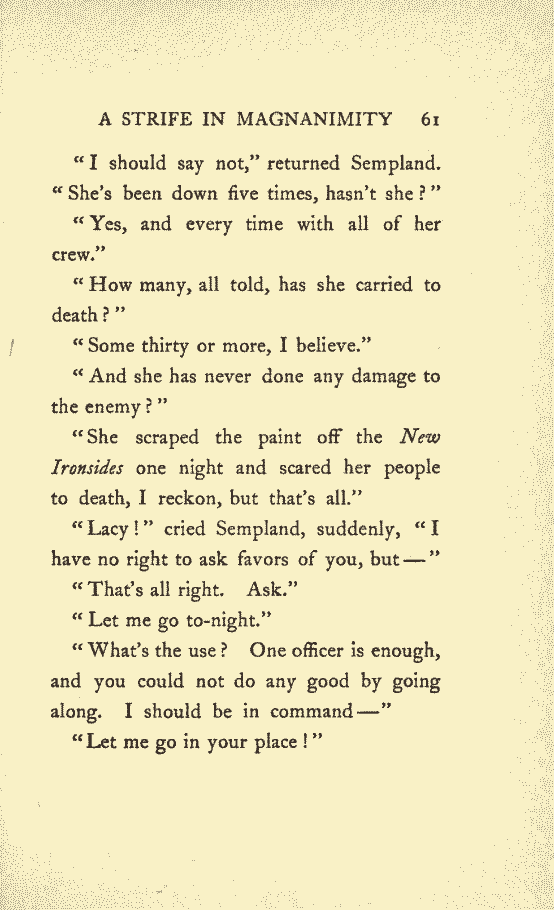 A STRIFE IN MAGNANIMITY 61
"I should say not," returned Sempland.
"She's been down five times, hasn't she?"
"Yes, and every time with all of her
crew."
"How many, all told, has she carried to
death?"
"Some thirty or more, I believe."
"And she has never done any damage to
the enemy?"
"She scraped the paint off the New
Ironsides one night and scared her people
to death, I reckon, but that's all."
"Lacy!" cried Sempland, suddenly, "I
have no right to ask favors of you, but—"
"That's all right. Ask."
"Let me go to-night."
"What's the use? One officer is enough,
and you could not do any good by going
along. I should be in command—"
"Let me go in your place!"